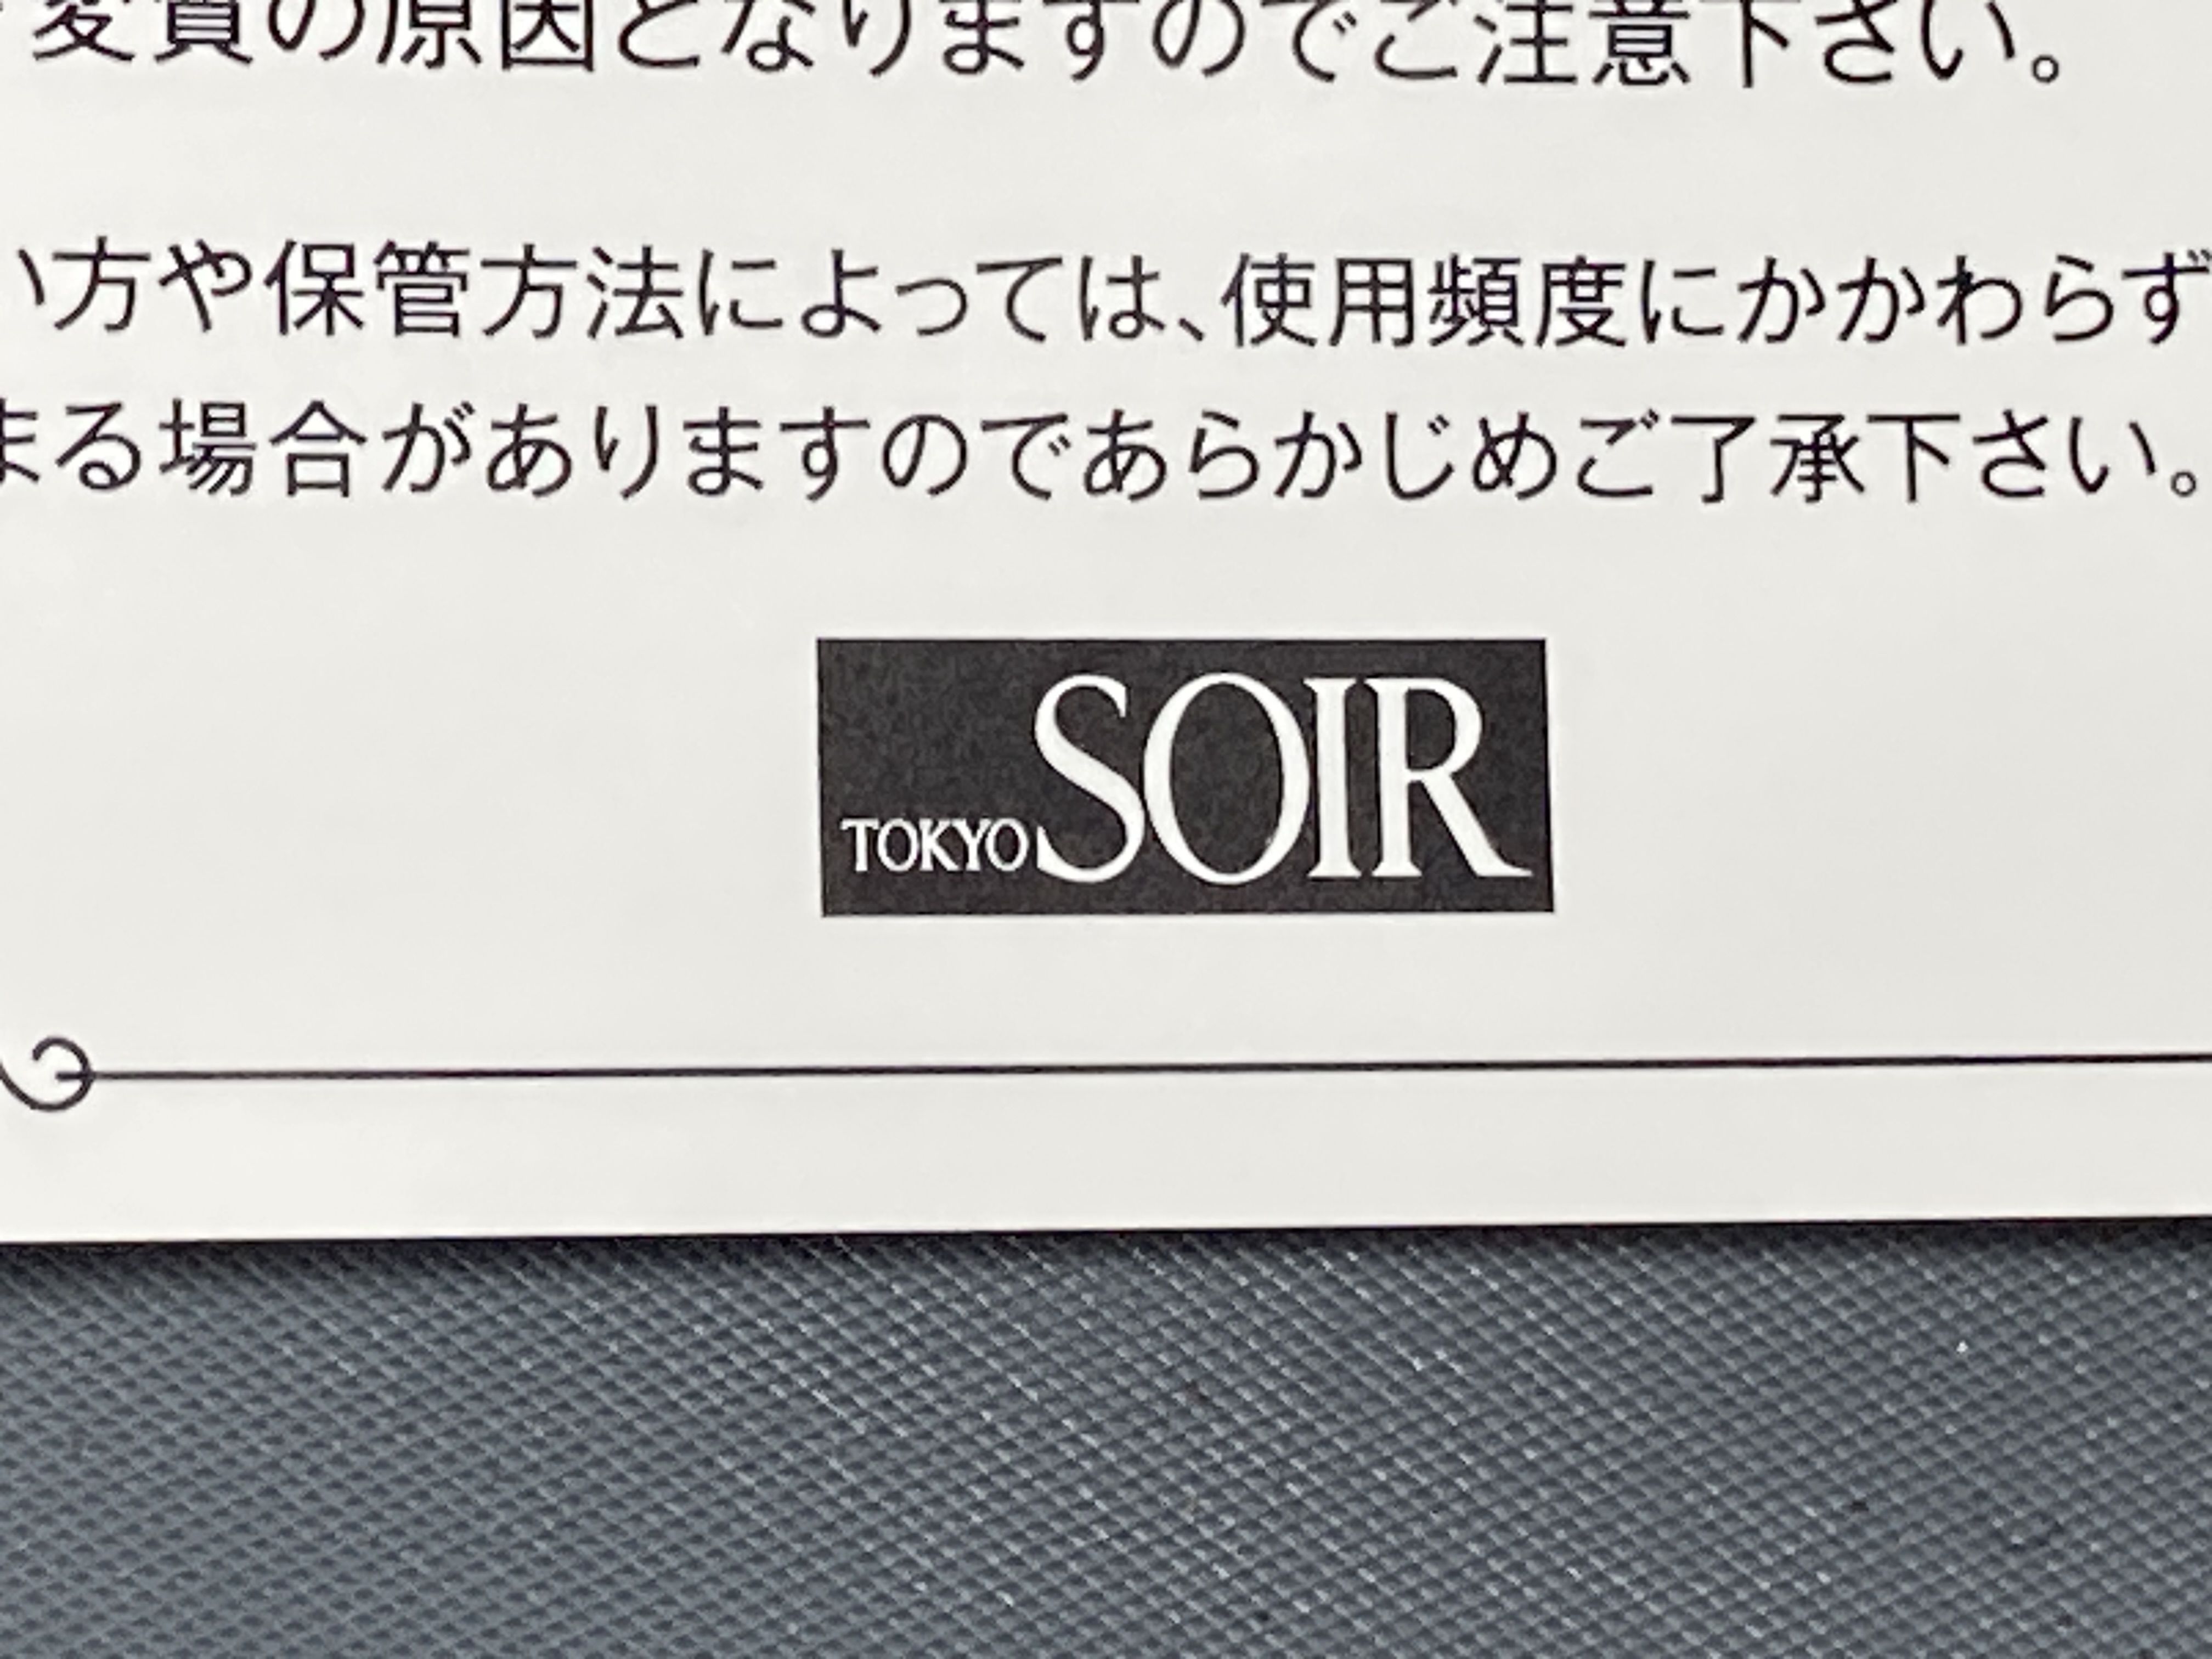 変質の原因となりますのでご注意下さい。
い方や保管方法によっては、使用頻度にかかわらず
まる場合がありますのであらかじめご了承下さい。
TOKYO SOIR